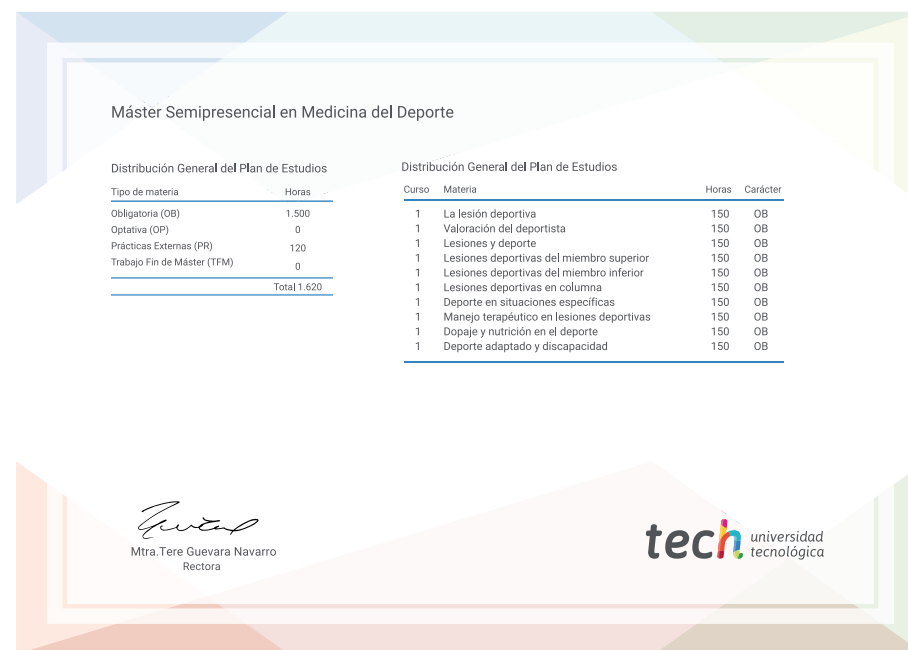 Máster Semipresencial en Medicina del Deporte
Distribución General del Plan de Estudios
Tipo de materia Horas
Obligatoria (OB) 1.500
Optativa (OP) 0
Prácticas Externas (PR) 120
Trabajo Fin de Máster (TFM) 0
Total 1.620
Distribución General del Plan de Estudios
Curso Materia Horas Carácter
1 La lesión deportiva 150 OB
1 Valoración del deportista 150 OB
1 Lesiones y deporte 150 OB
1 Lesiones deportivas del miembro superior 150 OB
1 Lesiones deportivas del miembro inferior 150 OB
1 Lesiones deportivas en columna 150 OB
1 Deporte en situaciones específicas 150 OB
1 Manejo terapéutico en lesiones deportivas 150 OB
1 Dopaje y nutrición en el deporte 150 OB
1 Deporte adaptado y discapacidad 150 OB
Mtra.Tere Guevara Navarro
Rectora
tech universidad
tecnológica